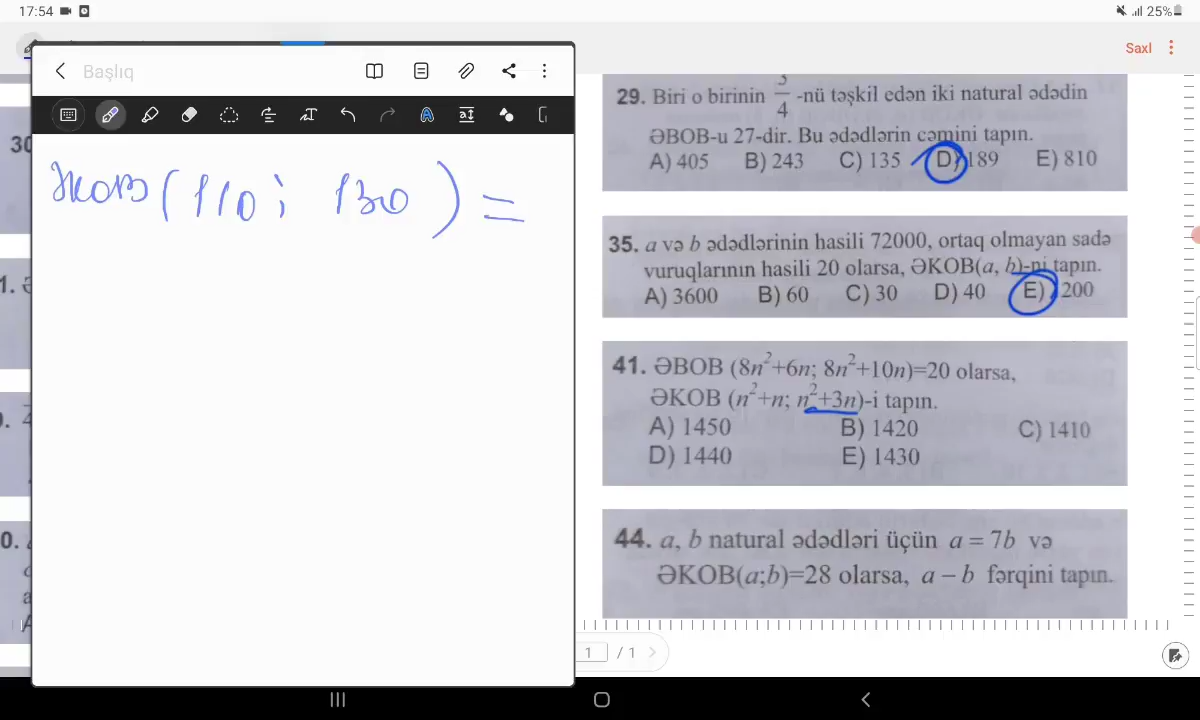 17:54
25%
Saxl
Başlıq
ƏKOB(110; 130) =
30
1. Ə
0.
29. Biri o birinin 3/4 -nü təşkil edən iki natural ədədin
ƏBOB-u 27-dir. Bu ədədlərin cəmini tapın.
A) 405 B) 243 C) 135 D) 189 E) 810
35. a və b ədədlərinin hasili 72000, ortaq olmayan sadə
vuruqlarının hasili 20 olarsa, ƏKOB(a, b)-ni tapın.
A) 3600 B) 60 C) 30 D) 40 E) 1200
41. ƏBOB (8n²+6n; 8n²+10n)=20 olarsa,
ƏKOB (n²+n; n²+3n)-i tapın.
A) 1450 B) 1420 C) 1410
D) 1440 E) 1430
44. a, b natural ədədləri üçün a = 7b və
ƏKOB(a;b)=28 olarsa, a – b fərqini tapın.
1 / 1